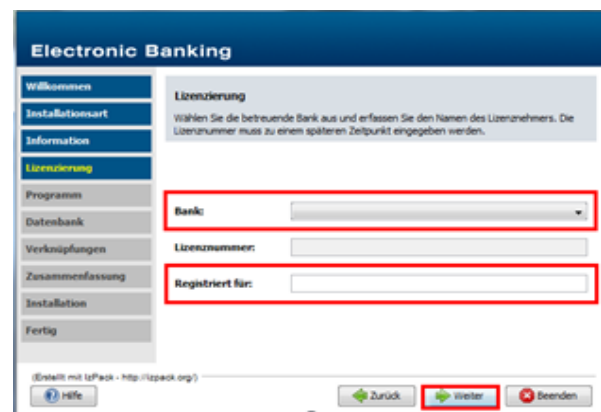 Electronic Banking
Willkommen
Installationsart
Information
Lizenzierung
Programm
Datenbank
Verknüpfungen
Zusammenfassung
Installation
Fertig
Lizenzierung
Wählen Sie die betreuende Bank aus und erfassen Sie den Namen des Lizenznehmers. Die
Lizenznummer muss zu einem späteren Zeitpunkt eingegeben werden.
Bank:
Lizenznummer:
Registriert für:
(Erstellt mit IzPack - http://izpack.org/)
Hilfe
Zurück
Weiter
Beenden